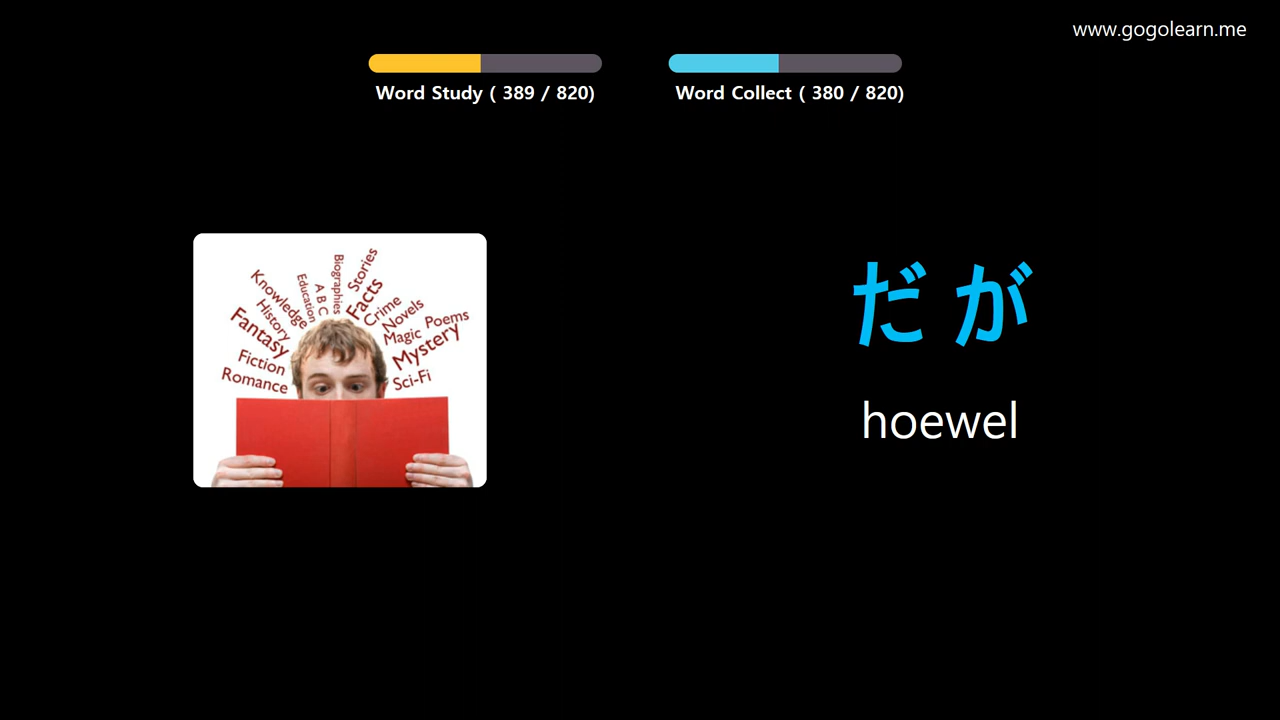 www.gogolearn.me
Word Study ( 389 / 820)
Word Collect ( 380 / 820)
Knowledge
History
Fantasy
Fiction
Romance
Education
A B C
Biographies
Stories
Facts
Crime
Novels
Magic
Poems
Mystery
Sci-Fi
だが
hoewel